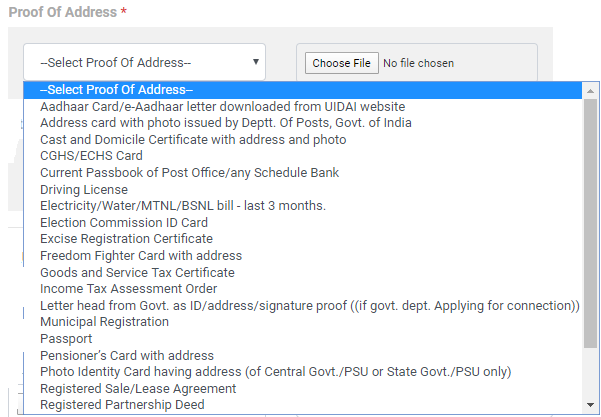 Proof Of Address *
--Select Proof Of Address--
Choose File No file chosen
--Select Proof Of Address--
Aadhaar Card/e-Aadhaar letter downloaded from UIDAI website
Address card with photo issued by Deptt. Of Posts, Govt. of India
Cast and Domicile Certificate with address and photo
CGHS/ECHS Card
Current Passbook of Post Office/any Schedule Bank
Driving License
Electricity/Water/MTNL/BSNL bill - last 3 months.
Election Commission ID Card
Excise Registration Certificate
Freedom Fighter Card with address
Goods and Service Tax Certificate
Income Tax Assessment Order
Letter head from Govt. as ID/address/signature proof ((if govt. dept. Applying for connection))
Municipal Registration
Passport
Pensioner's Card with address
Photo Identity Card having address (of Central Govt./PSU or State Govt./PSU only)
Registered Sale/Lease Agreement
Registered Partnership Deed